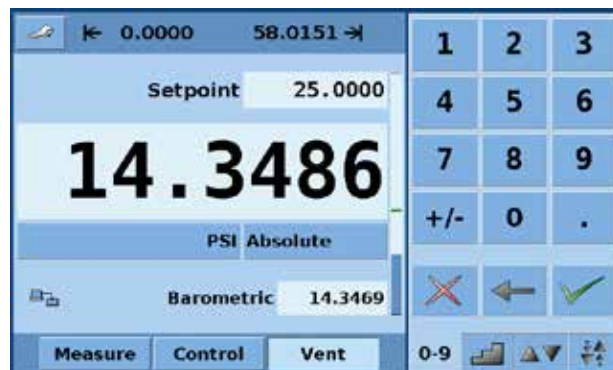 0.0000 58.0151
Setpoint 25.0000
14.3486
PSI Absolute
Barometric 14.3469
Measure Control Vent
1 2 3
4 5 6
7 8 9
+/- 0 .
0-9